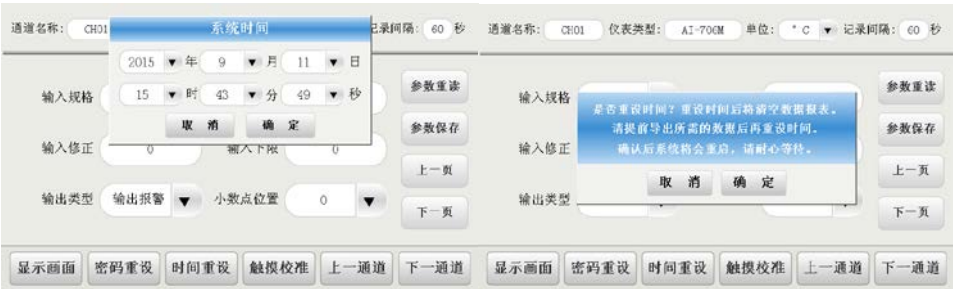 通道名称: CH01 系统时间 记录间隔: 60 秒
2015 年 9 月 11 日
15 时 43 分 49 秒
取 消 确 定
输入规格
输入修正 0 输入下限 0
输出类型 输出报警 小数点位置 0
参数重读
参数保存
上一页
下一页
显示画面 密码重设 时间重设 触摸校准 上一通道 下一通道
通道名称: CH01 仪表类型: AI-706M 单位: °C 记录间隔: 60 秒
输入规格
输入修正
输出类型
是否重设时间?重设时间后将清空数据报表。
请提前导出所需的数据后再重设时间。
确认后系统将会重启,请耐心等待。
取 消 确 定
参数重读
参数保存
上一页
下一页
显示画面 密码重设 时间重设 触摸校准 上一通道 下一通道